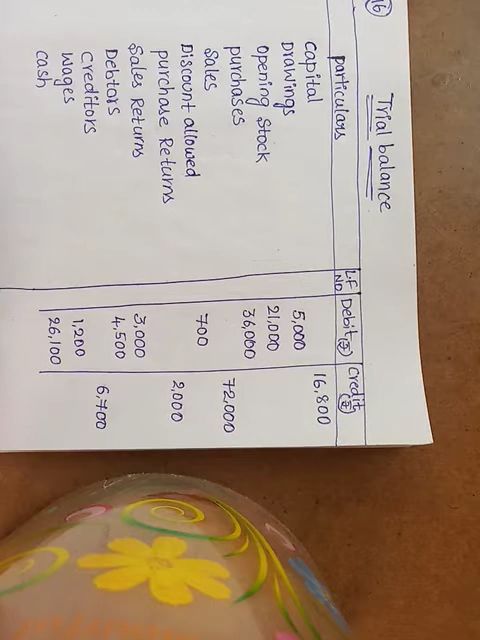 16
Trial balance
particulars L.F No Debit(₹) Credit(₹)
Capital 16,800
Drawings 5,000
Opening Stock 21,000
purchases 36,000
Sales 72,000
Discount allowed 700
purchase Returns 2,000
Sales Returns 3,000
Debtors 4,500
Creditors 6,700
Wages 1,200
cash 26,100